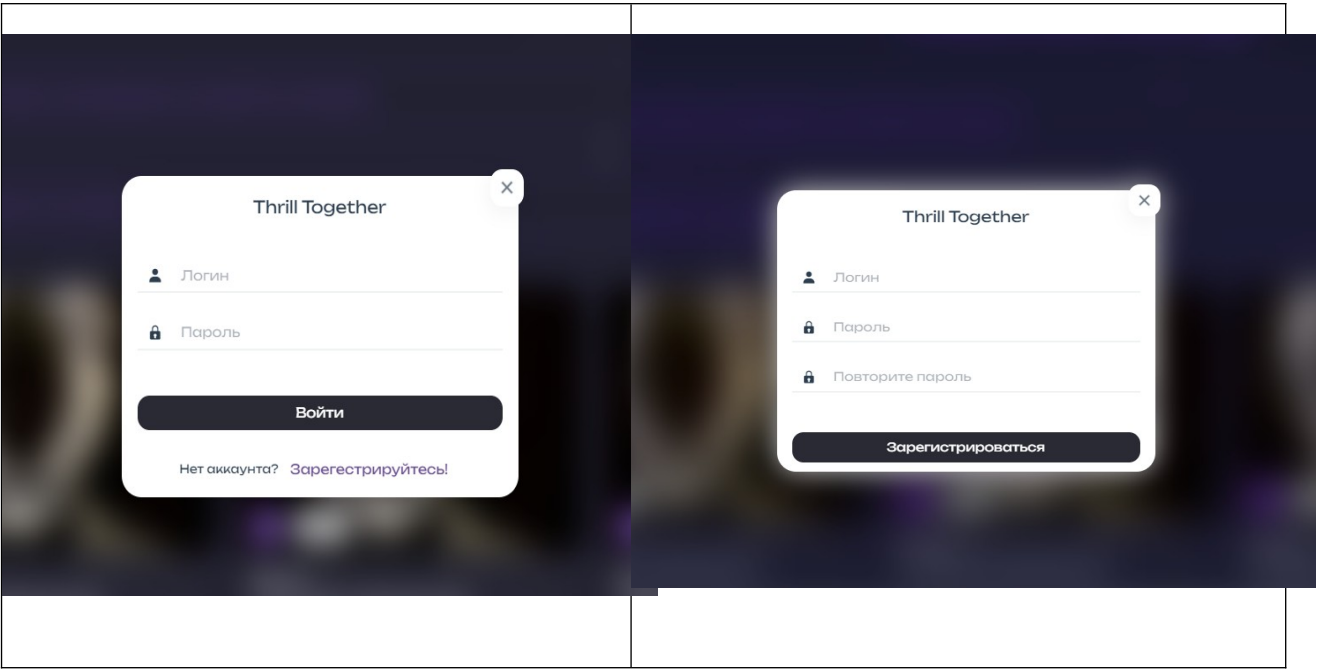 Thrill Together
Логин
Пароль
Войти
Нет аккаунта? Зарегестрируйтесь!
Thrill Together
Логин
Пароль
Повторите пароль
Зарегистрироваться